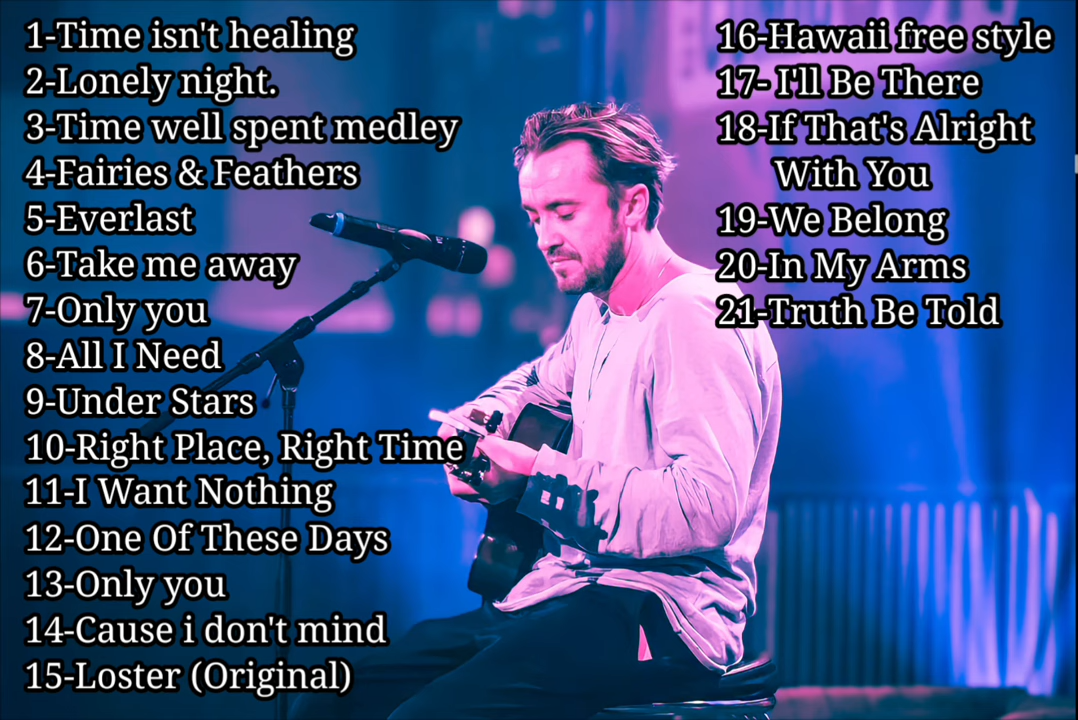 1-Time isn't healing
2-Lonely night.
3-Time well spent medley
4-Fairies & Feathers
5-Everlast
6-Take me away
7-Only you
8-All I Need
9-Under Stars
10-Right Place, Right Time
11-I Want Nothing
12-One Of These Days
13-Only you
14-Cause i don't mind
15-Loster (Original)
16-Hawaii free style
17- I'll Be There
18-If That's Alright
With You
19-We Belong
20-In My Arms
21-Truth Be Told